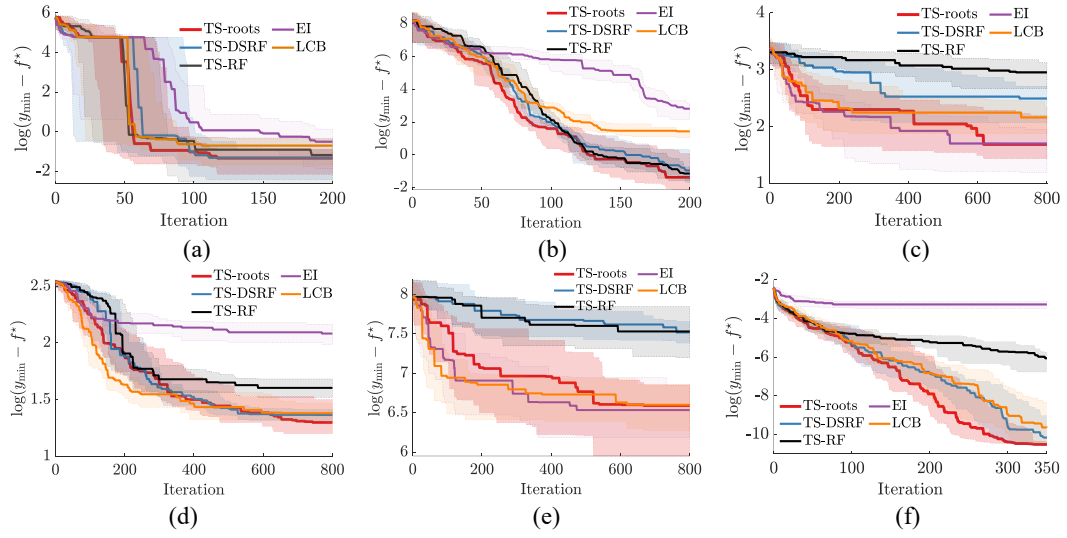 TS-roots EI
TS-DSRF LCB
TS-RF
log(y_min − f*)
6
4
2
0
-2
0 50 100 150 200
Iteration
(a)
TS-roots EI
TS-DSRF LCB
TS-RF
log(y_min − f*)
8
6
4
2
0
-2
0 50 100 150 200
Iteration
(b)
TS-roots EI
TS-DSRF LCB
TS-RF
log(y_min − f*)
4
3
2
1
0 200 400 600 800
Iteration
(c)
TS-roots EI
TS-DSRF LCB
TS-RF
log(y_min − f*)
2.5
2
1.5
1
0 200 400 600 800
Iteration
(d)
TS-roots EI
TS-DSRF LCB
TS-RF
log(y_min − f*)
8
7.5
7
6.5
6
0 200 400 600 800
Iteration
(e)
log(y_min − f*)
-2
-4
-6
-8
-10
TS-roots EI
TS-DSRF LCB
TS-RF
0 100 200 300 350
Iteration
(f)